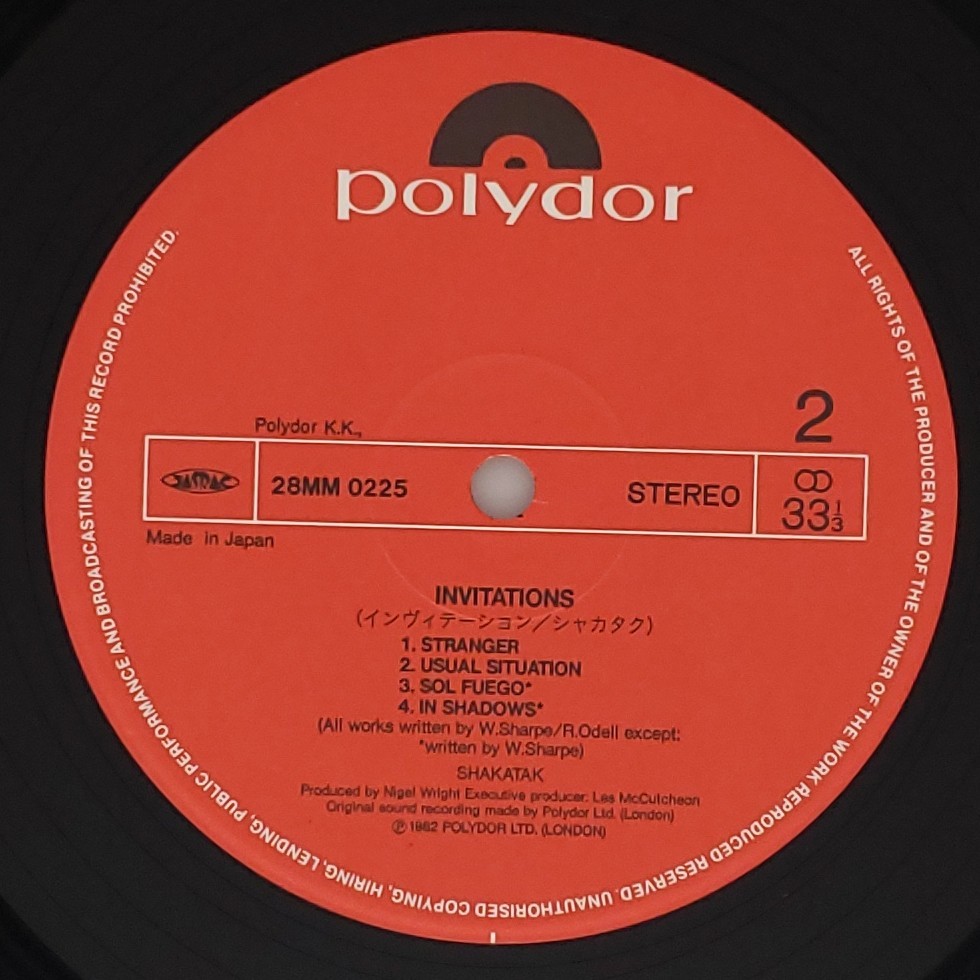 polydor
ALL RIGHTS OF THE PRODUCER AND OF THE OWNER OF THE WORK REPRODUCED RESERVED. UNAUTHORISED COPYING, HIRING, LENDING, PUBLIC PERFORMANCE AND BROADCASTING OF THIS RECORD PROHIBITED.
2
Polydor K.K.,
JASRAC
28MM 0225
STEREO
33⅓
Made in Japan
INVITATIONS
(インヴィテーション/シャカタク)
1. STRANGER
2. USUAL SITUATION
3. SOL FUEGO*
4. IN SHADOWS*
(All works written by W.Sharpe/R.Odell except:
*written by W.Sharpe)
SHAKATAK
Produced by Nigel Wright Executive producer: Les McCutcheon
Original sound recording made by Polydor Ltd. (London)
℗1982 POLYDOR LTD. (LONDON)